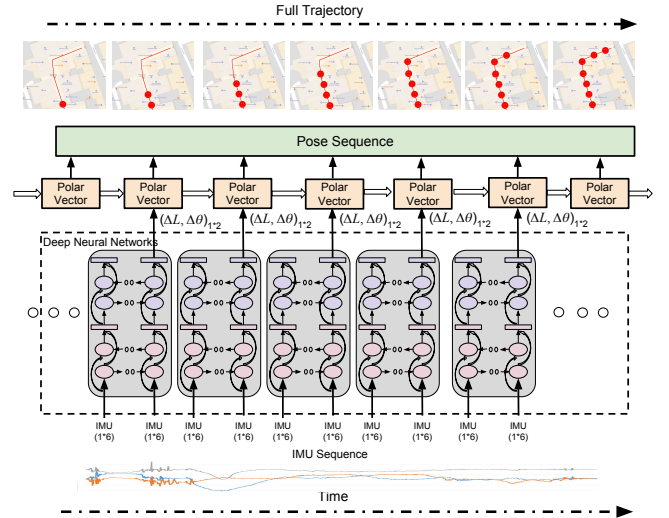 Full Trajectory
Pose Sequence
Polar Vector
Polar Vector
Polar Vector
Polar Vector
Polar Vector
Polar Vector
Polar Vector
(ΔL, Δθ)1*2
(ΔL, Δθ)1*2
(ΔL, Δθ)1*2
(ΔL, Δθ)1*2
(ΔL, Δθ)1*2
Deep Neural Networks
IMU (1*6)
IMU (1*6)
IMU (1*6)
IMU (1*6)
IMU (1*6)
IMU (1*6)
IMU (1*6)
IMU (1*6)
IMU (1*6)
IMU (1*6)
IMU Sequence
Time